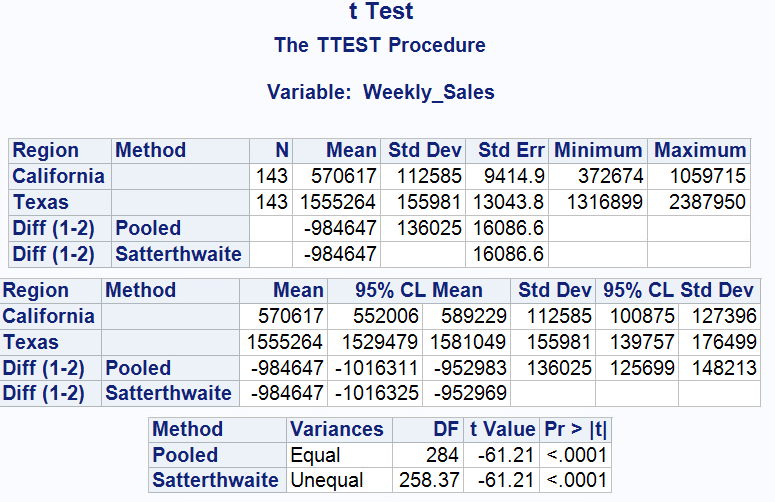 t Test
The TTEST Procedure
Variable: Weekly_Sales
Region Method N Mean Std Dev Std Err Minimum Maximum
California 143 570617 112585 9414.9 372674 1059715
Texas 143 1555264 155981 13043.8 1316899 2387950
Diff (1-2) Pooled -984647 136025 16086.6
Diff (1-2) Satterthwaite -984647 16086.6
Region Method Mean 95% CL Mean Std Dev 95% CL Std Dev
California 570617 552006 589229 112585 100875 127396
Texas 1555264 1529479 1581049 155981 139757 176499
Diff (1-2) Pooled -984647 -1016311 -952983 136025 125699 148213
Diff (1-2) Satterthwaite -984647 -1016325 -952969
Method Variances DF t Value Pr > |t|
Pooled Equal 284 -61.21 <.0001
Satterthwaite Unequal 258.37 -61.21 <.0001